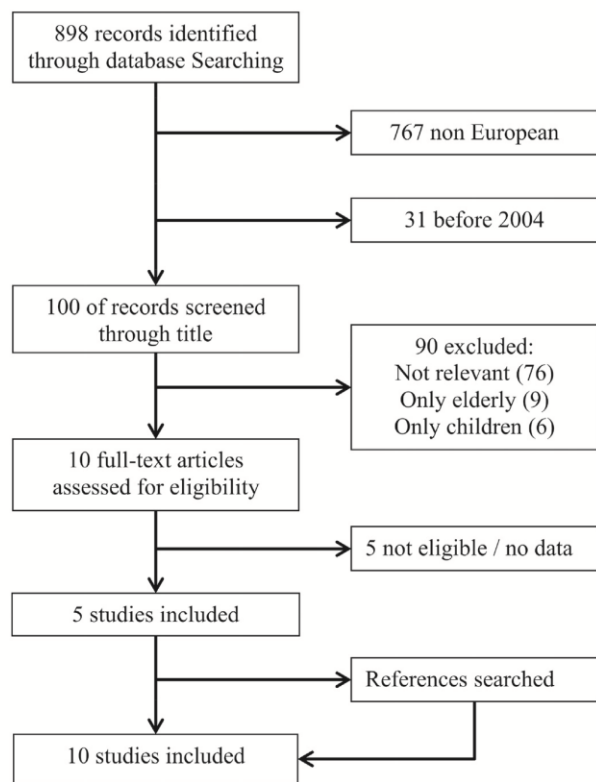 898 records identified
through database Searching
767 non European
31 before 2004
100 of records screened
through title
90 excluded:
Not relevant (76)
Only elderly (9)
Only children (6)
10 full-text articles
assessed for eligibility
5 not eligible / no data
5 studies included
References searched
10 studies included